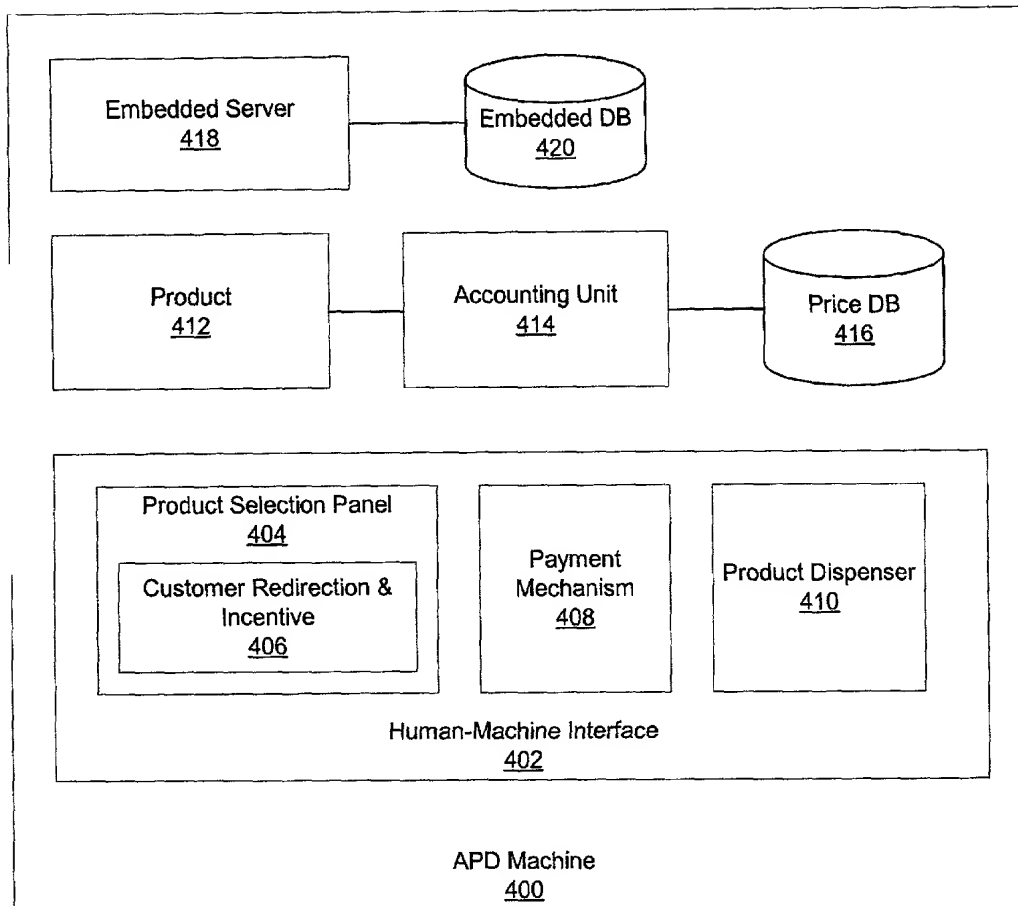 Embedded Server
418
Embedded DB
420
Product
412
Accounting Unit
414
Price DB
416
Product Selection Panel
404
Customer Redirection &
Incentive
406
Payment
Mechanism
408
Product Dispenser
410
Human-Machine Interface
402
APD Machine
400